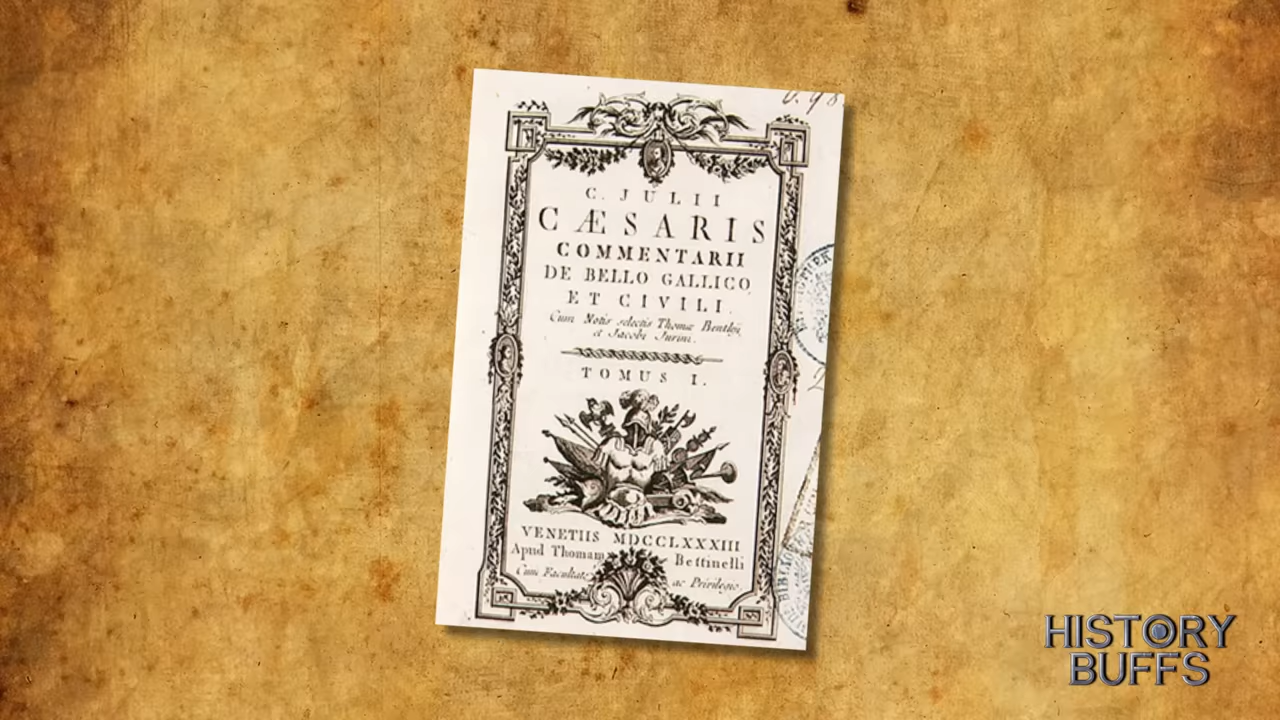 C. JULII
CÆSARIS
COMMENTARII
DE BELLO GALLICO
ET CIVILI.
Cum Notis selectis Thomæ Bentleii
et Jacobi Jurini.
TOMUS I.
VENETIIS MDCCLXXXIII
Apud Thomam Bettinelli
Cum Facultate ac Privilegio
HISTORY
BUFFS